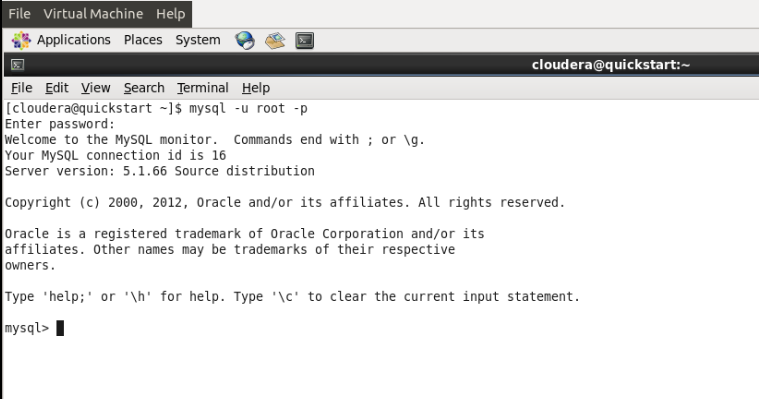 File Virtual Machine Help
Applications Places System
cloudera@quickstart:~
File Edit View Search Terminal Help
[cloudera@quickstart ~]$ mysql -u root -p
Enter password:
Welcome to the MySQL monitor.  Commands end with ; or \g.
Your MySQL connection id is 16
Server version: 5.1.66 Source distribution
Copyright (c) 2000, 2012, Oracle and/or its affiliates. All rights reserved.
Oracle is a registered trademark of Oracle Corporation and/or its
affiliates. Other names may be trademarks of their respective
owners.
Type 'help;' or '\h' for help. Type '\c' to clear the current input statement.
mysql>